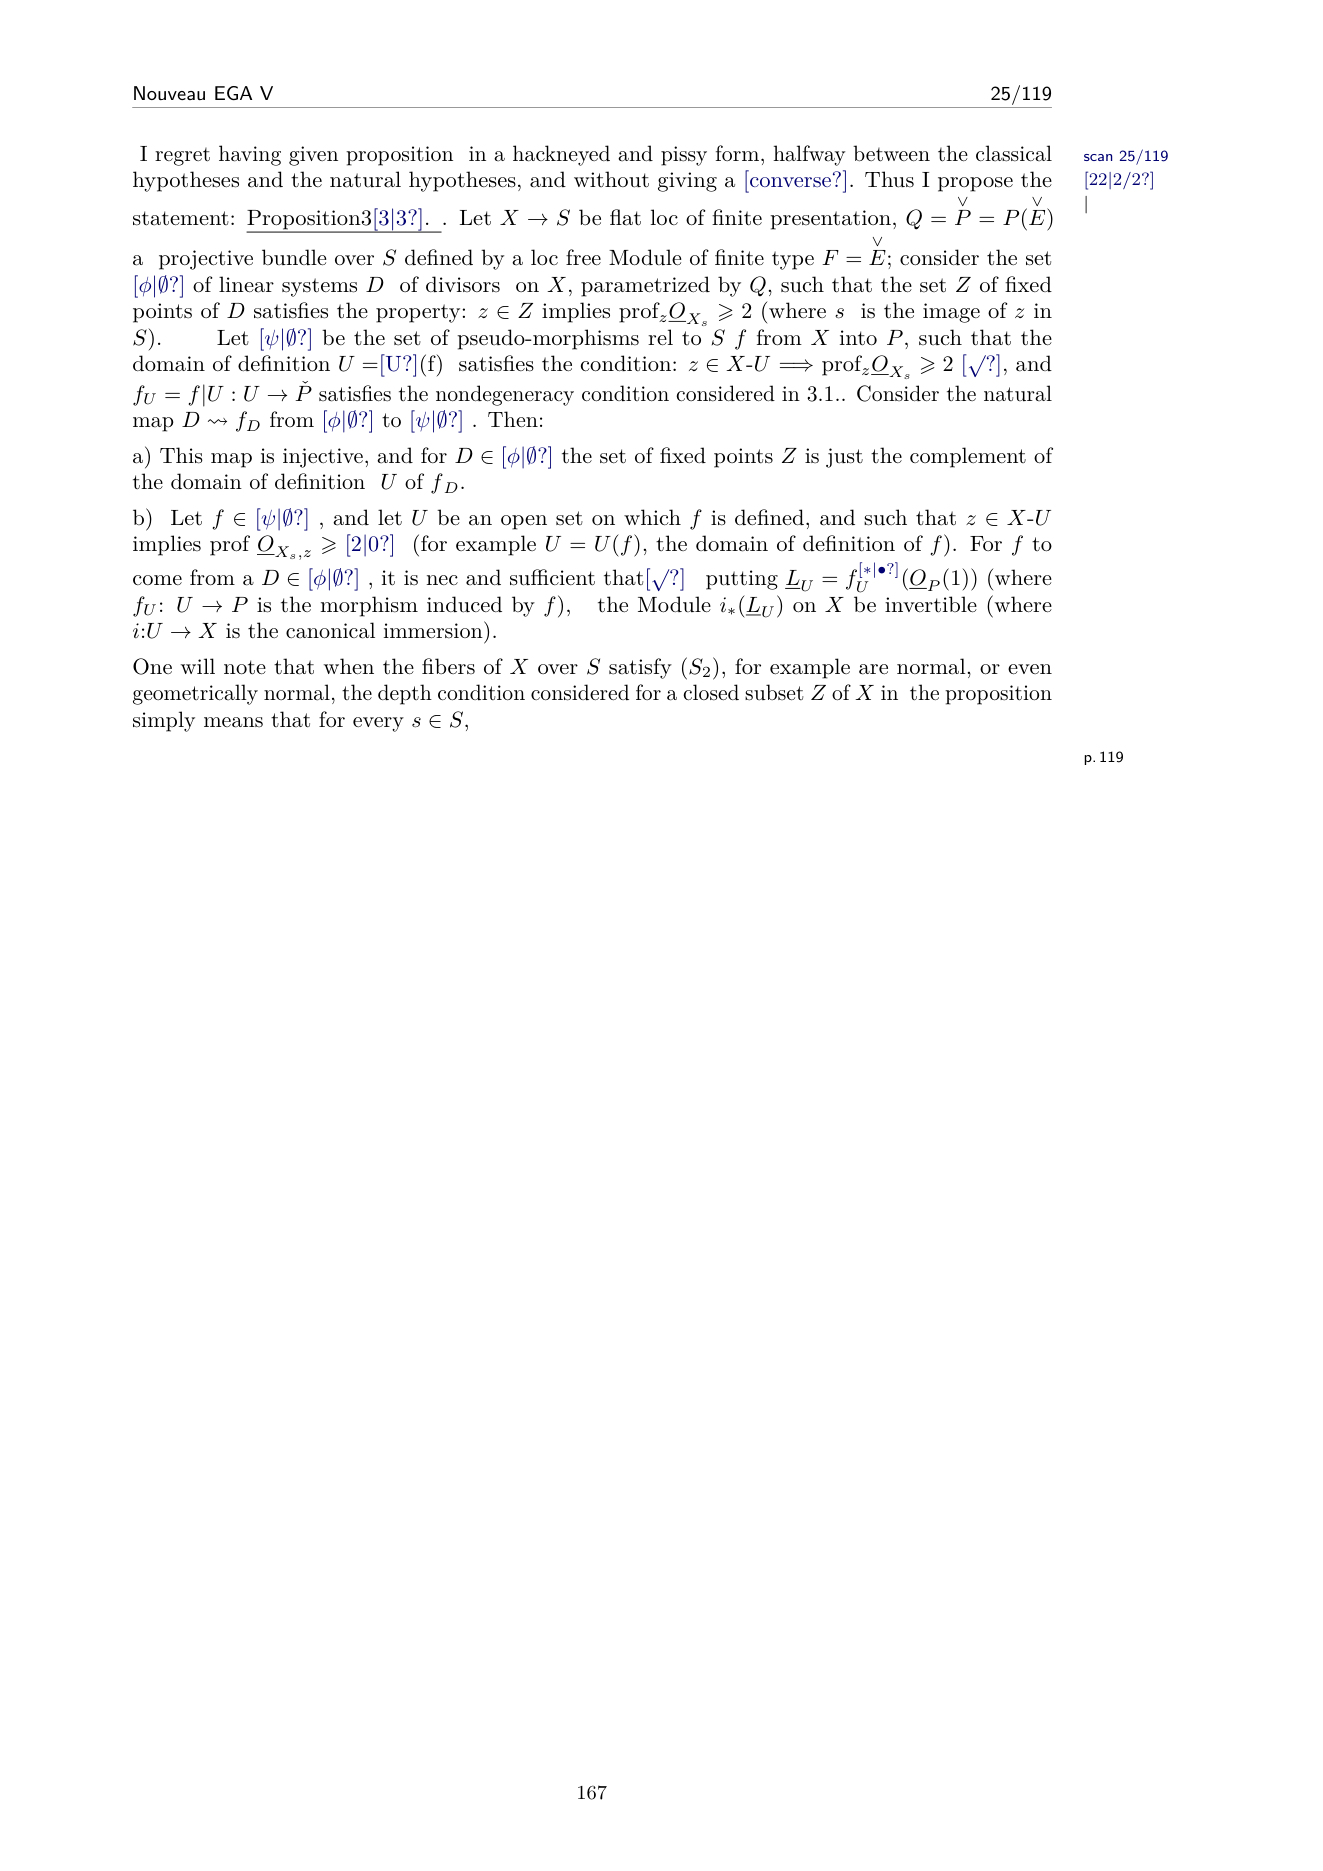 Nouveau EGA V 25/119
I regret having given proposition in a hackneyed and pissy form, halfway between the classical
scan 25/119
hypotheses and the natural hypotheses, and without giving a [converse?]. Thus I propose the
[22|2/2?]
statement: Proposition3[3|3?]. . Let X → S be flat loc of finite presentation, Q = P̌ = P(Ě)
|
a projective bundle over S defined by a loc free Module of finite type F = Ě; consider the set
[ϕ|∅?] of linear systems D of divisors on X, parametrized by Q, such that the set Z of fixed
points of D satisfies the property: z ∈ Z implies prof_z O_{X_s} ⩾ 2 (where s is the image of z in
S). Let [ψ|∅?] be the set of pseudo-morphisms rel to S f from X into P, such that the
domain of definition U =[U?](f) satisfies the condition: z ∈ X-U ⟹ prof_z O_{X_s} ⩾ 2 [✓?], and
f_U = f|U : U → P̌ satisfies the nondegeneracy condition considered in 3.1.. Consider the natural
map D ⇝ f_D from [ϕ|∅?] to [ψ|∅?] . Then:
a) This map is injective, and for D ∈ [ϕ|∅?] the set of fixed points Z is just the complement of
the domain of definition U of f_D.
b) Let f ∈ [ψ|∅?] , and let U be an open set on which f is defined, and such that z ∈ X-U
implies prof O_{X_s,z} ⩾ [2|0?] (for example U = U(f), the domain of definition of f). For f to
come from a D ∈ [ϕ|∅?] , it is nec and sufficient that[✓?] putting L_U = f_U^{[∗|•?]}(O_P(1)) (where
f_U: U → P is the morphism induced by f), the Module i_∗(L_U) on X be invertible (where
i:U → X is the canonical immersion).
One will note that when the fibers of X over S satisfy (S_2), for example are normal, or even
geometrically normal, the depth condition considered for a closed subset Z of X in the proposition
simply means that for every s ∈ S,
p. 119
167